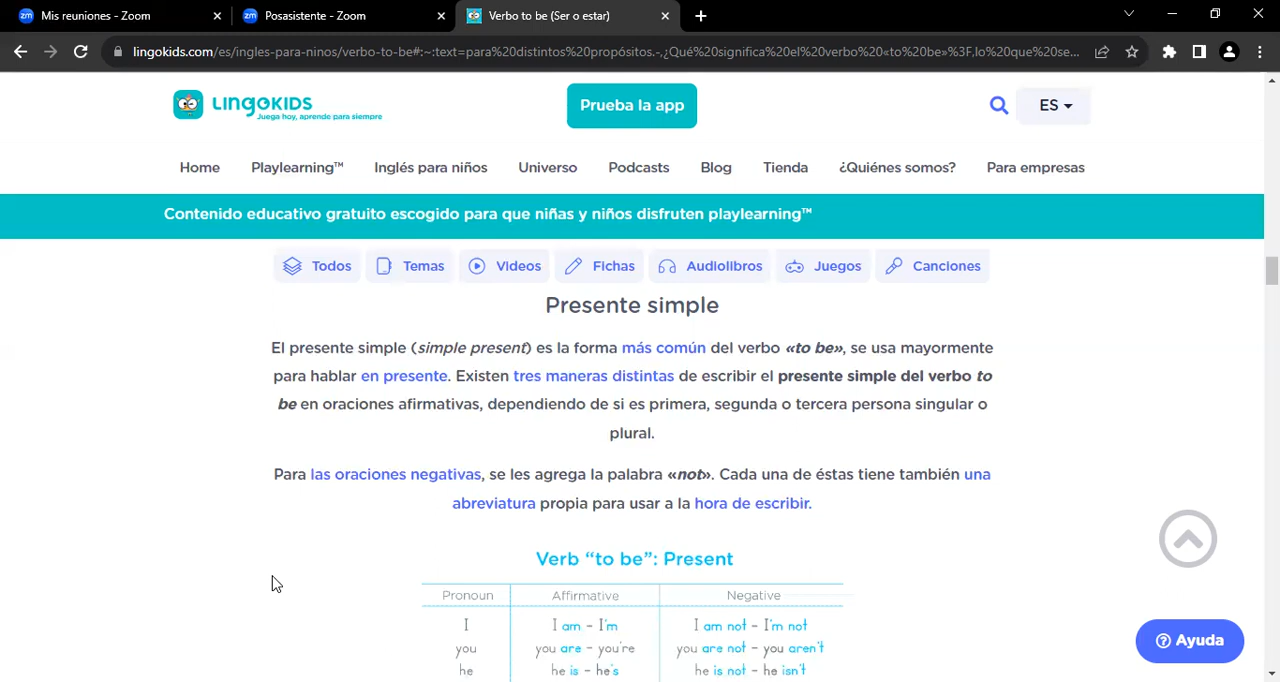 Mis reuniones - Zoom
Posasistente - Zoom
Verbo to be (Ser o estar)
lingokids.com/es/ingles-para-ninos/verbo-to-be#:~:text=para%20distintos%20propósitos.-,¿Qué%20significa%20el%20verbo%20«to%20be»%3F,lo%20que%20se...
LINGOKIDS
Juega hoy, aprende para siempre
Prueba la app
ES
Home Playlearning™ Inglés para niños Universo Podcasts Blog Tienda ¿Quiénes somos? Para empresas
Contenido educativo gratuito escogido para que niñas y niños disfruten playlearning™
Todos Temas Videos Fichas Audiolibros Juegos Canciones
Presente simple
El presente simple (simple present) es la forma más común del verbo «to be», se usa mayormente
para hablar en presente. Existen tres maneras distintas de escribir el presente simple del verbo to
be en oraciones afirmativas, dependiendo de si es primera, segunda o tercera persona singular o
plural.
Para las oraciones negativas, se les agrega la palabra «not». Cada una de éstas tiene también una
abreviatura propia para usar a la hora de escribir.
Verb “to be”: Present
Pronoun Affirmative Negative
I I am - I'm I am not - I'm not
you you are - you're you are not - you aren't
he he is - he's he is not - he isn't
Ayuda